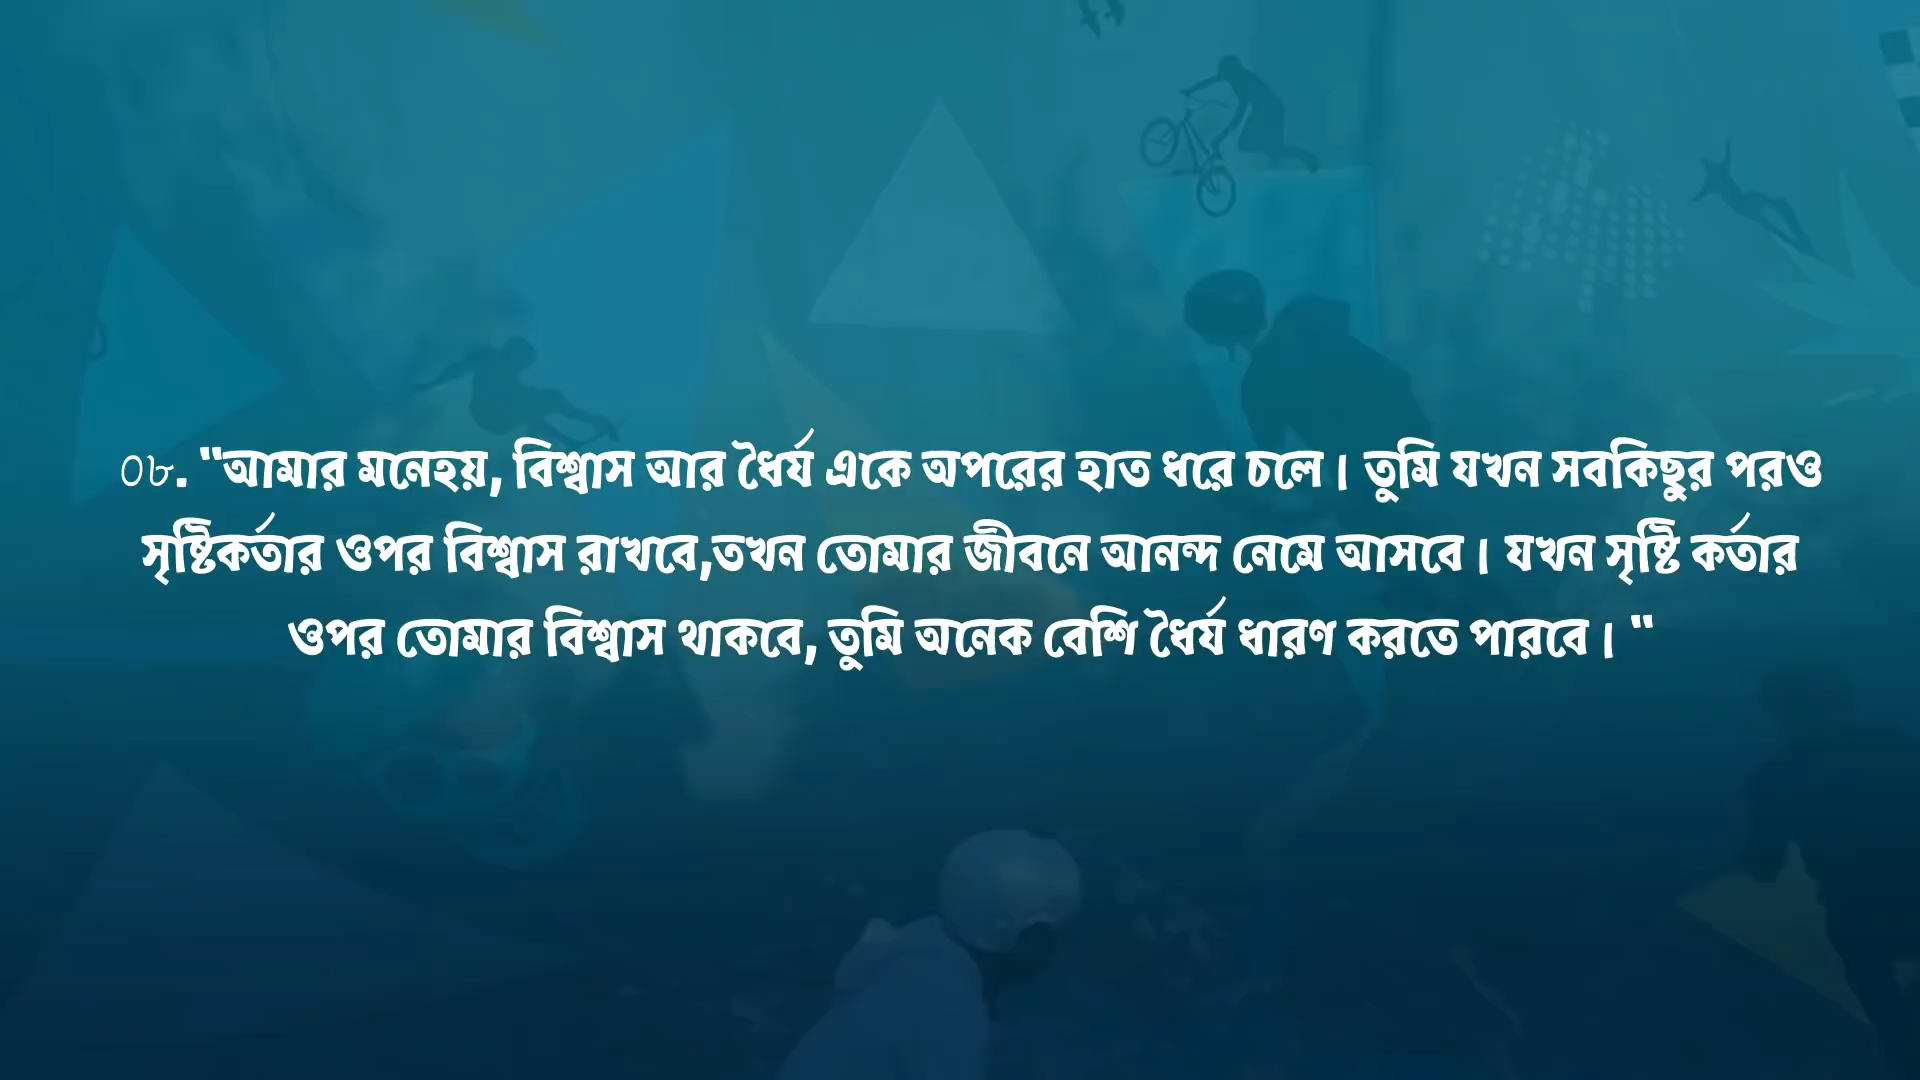 ০৮. "আমার মনেহয়, বিশ্বাস আর ধৈর্য একে অপরের হাত ধরে চলে। তুমি যখন সবকিছুর পরও
সৃষ্টিকর্তার ওপর বিশ্বাস রাখবে,তখন তোমার জীবনে আনন্দ নেমে আসবে। যখন সৃষ্টি কর্তার
ওপর তোমার বিশ্বাস থাকবে, তুমি অনেক বেশি ধৈর্য ধারণ করতে পারবে। "